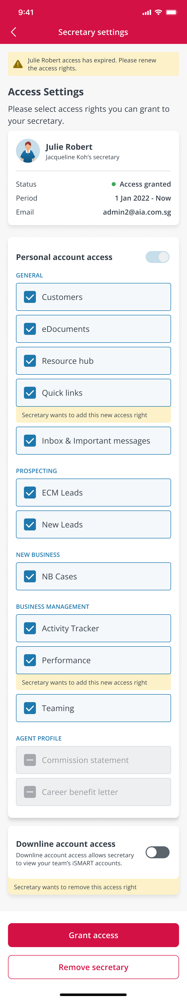 9:41
Secretary settings
Julie Robert access has expired. Please renew
the access rights.
Access Settings
Please select access rights you can grant to
your secretary.
Julie Robert
Jacqueline Koh’s secretary
Status Access granted
Period 1 Jan 2022 - Now
Email admin2@aia.com.sg
Personal account access
GENERAL
Customers
eDocuments
Resource hub
Quick links
Secretary wants to add this new access right
Inbox & Important messages
PROSPECTING
ECM Leads
New Leads
NEW BUSINESS
NB Cases
BUSINESS MANAGEMENT
Activity Tracker
Performance
Secretary wants to add this new access right
Teaming
AGENT PROFILE
Commission statement
Career benefit letter
Downline account access
Downline account access allows secretary
to view your team’s iSMART accounts.
Secretary wants to remove this access right
Grant access
Remove secretary